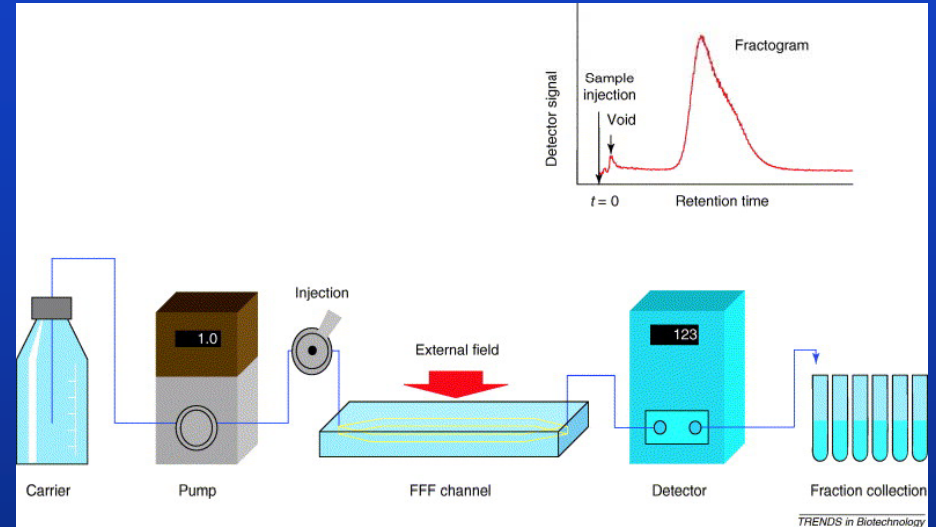 Fractogram
Detector signal
Sample
injection
Void
t = 0
Retention time
Injection
1.0
External field
123
Carrier
Pump
FFF channel
Detector
Fraction collection
TRENDS in Biotechnology